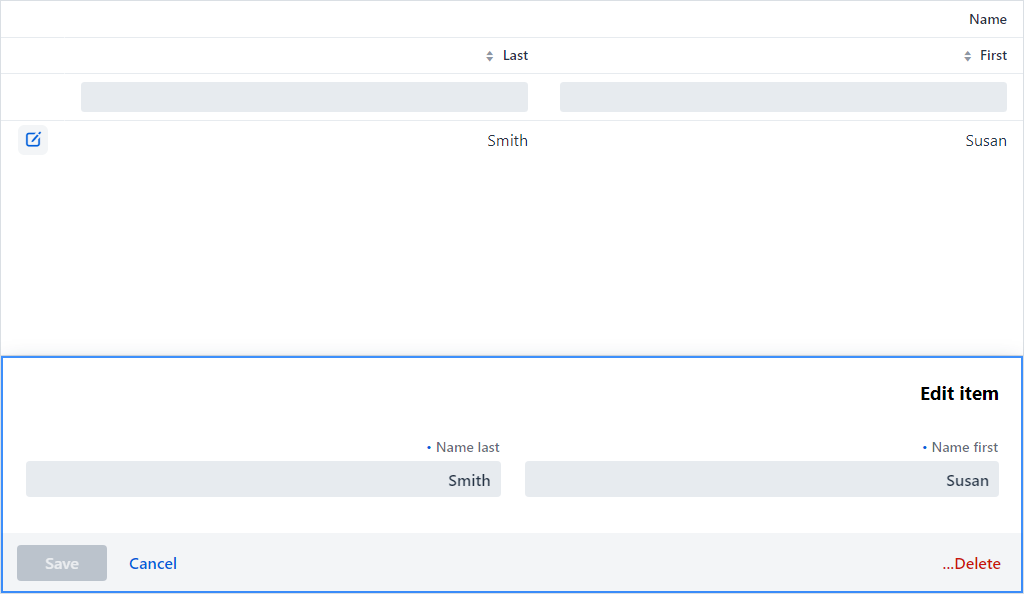 Name
Last First
Smith Susan
Edit item
• Name last • Name first
Smith Susan
Save Cancel ...Delete